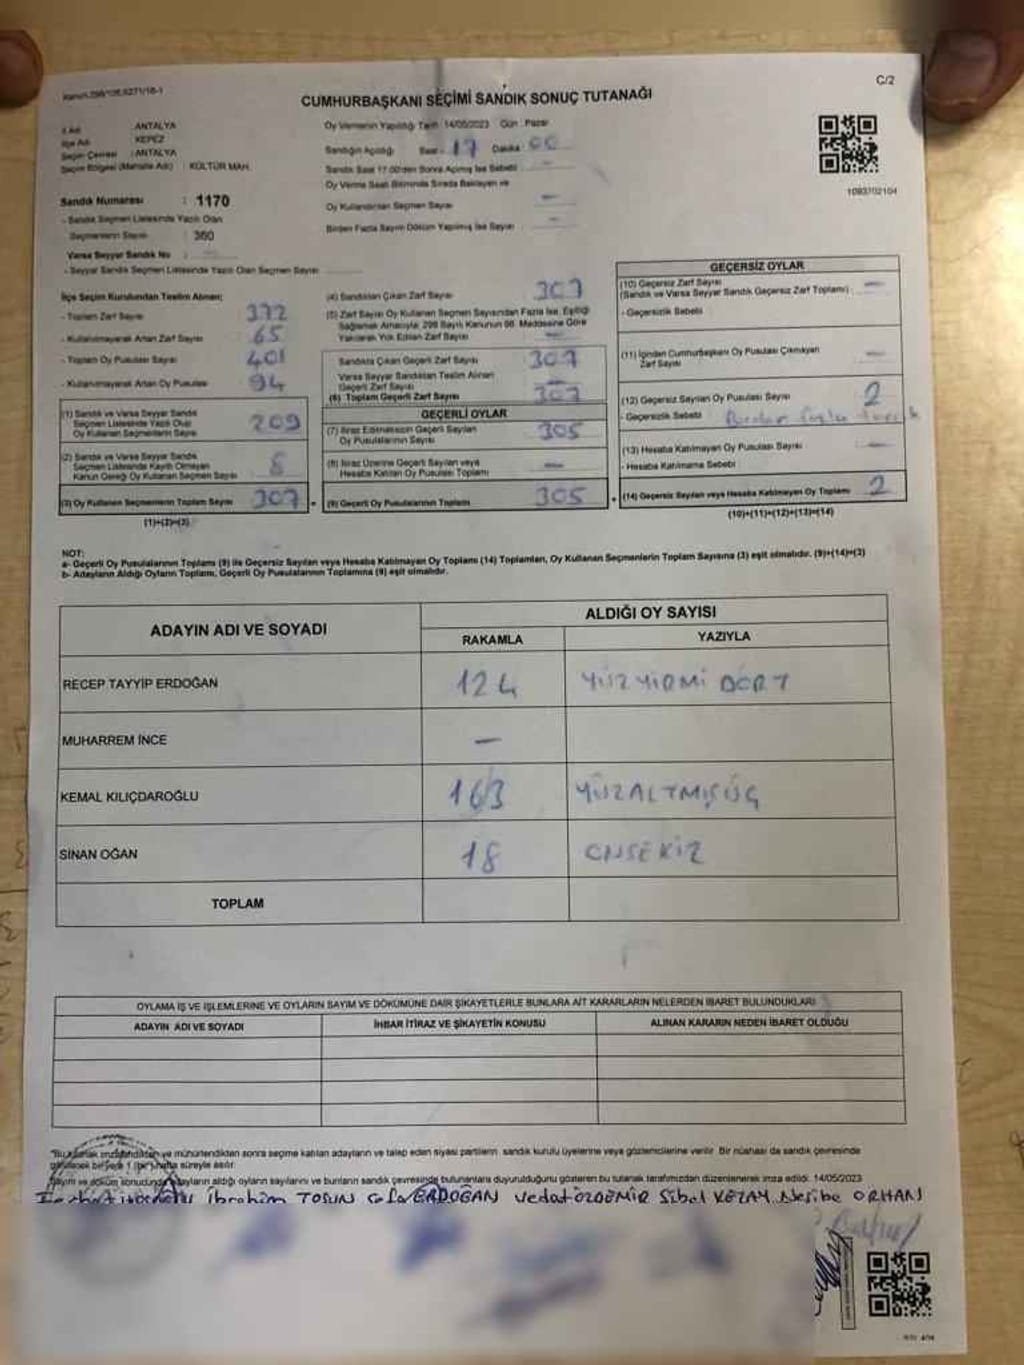 C/2
CUMHURBAŞKANI SEÇİMİ SANDIK SONUÇ TUTANAĞI
İl Adı : ANTALYA
İlçe Adı : KEPEZ
Seçim Çevresi : ANTALYA
Seçim Bölgesi (Mahalle Adı) : KÜLTÜR MAH.
Oy Vermenin Yapıldığı Tarih : 14/05/2023 Gün : Pazar
Sandığın Açıldığı Saat : 17 Dakika : 00
Sandık Saat 17.00'den Sonra Açılmış İse Sebebi : —
Oy Verme Saati Bitiminde Sırada Bekleyen ve
Oy Kullandırılan Seçmen Sayısı —
Birden Fazla Sayım Döküm Yapılmış İse Sayısı —
1093702104
Sandık Numarası : 1170
- Sandık Seçmen Listesinde Yazılı Olan
Seçmenlerin Sayısı : 360
Varsa Seyyar Sandık No :
- Seyyar Sandık Seçmen Listesinde Yazılı Olan Seçmen Sayısı
İlçe Seçim Kurulundan Teslim Alınan;
- Toplam Zarf Sayısı 372
- Kullanılmayarak Artan Zarf Sayısı 65
- Toplam Oy Pusulası Sayısı 401
- Kullanılmayarak Artan Oy Pusulası 94
(1) Sandık ve Varsa Seyyar Sandık
Seçmen Listesinde Yazılı Olup
Oy Kullanan Seçmenlerin Sayısı 209
(2) Sandık ve Varsa Seyyar Sandık
Seçmen Listesinde Kayıtlı Olmayan
Kanun Gereği Oy Kullanan Seçmen Sayısı 8
(3) Oy Kullanan Seçmenlerin Toplam Sayısı 307
(1)+(2)=(3)
(4) Sandıktan Çıkan Zarf Sayısı 307
(5) Zarf Sayısı Oy Kullanan Seçmen Sayısından Fazla İse, Eşitliği
Sağlamak Amacıyla; 298 Sayılı Kanunun 98. Maddesine Göre
Yakılarak Yok Edilen Zarf Sayısı —
Sandıkta Çıkan Geçerli Zarf Sayısı 307
Varsa Seyyar Sandıktan Teslim Alınan
Geçerli Zarf Sayısı —
(6) Toplam Geçerli Zarf Sayısı 307
GEÇERLİ OYLAR
(7) İtiraz Edilmeksizin Geçerli Sayılan
Oy Pusulalarının Sayısı 305
(8) İtiraz Üzerine Geçerli Sayılan veya
Hesaba Katılan Oy Pusulaları Toplamı —
(9) Geçerli Oy Pusulalarının Toplamı 305
GEÇERSİZ OYLAR
(10) Geçersiz Zarf Sayısı
(Sandık ve Varsa Seyyar Sandık Geçersiz Zarf Toplamı) —
- Geçersizlik Sebebi
(11) İçinden Cumhurbaşkanı Oy Pusulası Çıkmayan
Zarf Sayısı —
(12) Geçersiz Sayılan Oy Pusulası Sayısı 2
- Geçersizlik Sebebi Birden fazla
(13) Hesaba Katılmayan Oy Pusulası Sayısı —
- Hesaba Katılmama Sebebi
(14) Geçersiz Sayılan veya Hesaba Katılmayan Oy Toplamı 2
(10)+(11)+(12)+(13)=(14)
NOT:
a- Geçerli Oy Pusulalarının Toplamı (9) ile Geçersiz Sayılan veya Hesaba Katılmayan Oy Toplamı (14) Toplamları, Oy Kullanan Seçmenlerin Toplam Sayısına (3) eşit olmalıdır. (9)+(14)=(3)
b- Adayların Aldığı Oyların Toplamı, Geçerli Oy Pusulalarının Toplamına (9) eşit olmalıdır.
ADAYIN ADI VE SOYADI
ALDIĞI OY SAYISI
RAKAMLA YAZIYLA
RECEP TAYYİP ERDOĞAN 124 YÜZ YİRMİ DÖRT
MUHARREM İNCE —
KEMAL KILIÇDAROĞLU 163 YÜZALTMIŞÜÇ
SİNAN OĞAN 18 ONSEKİZ
TOPLAM
OYLAMA İŞ VE İŞLEMLERİNE VE OYLARIN SAYIM VE DÖKÜMÜNE DAİR ŞİKAYETLERLE BUNLARA AİT KARARLARIN NELERDEN İBARET BULUNDUKLARI
ADAYIN ADI VE SOYADI İHBAR İTİRAZ VE ŞİKAYETİN KONUSU ALINAN KARARIN NEDEN İBARET OLDUĞU
ve mühürlendikten sonra seçime katılan adayların ve talep eden siyasi partilerin sandık kurulu üyelerine veya gözlemcilerine verilir. Bir nüshası da sandık çevresinde
süreyle asılır.
Sayım ve döküm sonucunda adayların aldığı oyların sayılarını ve bunların sandık çevresinde bulunanlara duyurulduğunu gösteren bu tutanak tarafımızdan düzenlenerek imza edildi. 14/05/2023
İbrahim TOSUN ERDOĞAN Vedat ÖZDEMİR Sibel KEZAY Nesibe ORHAN